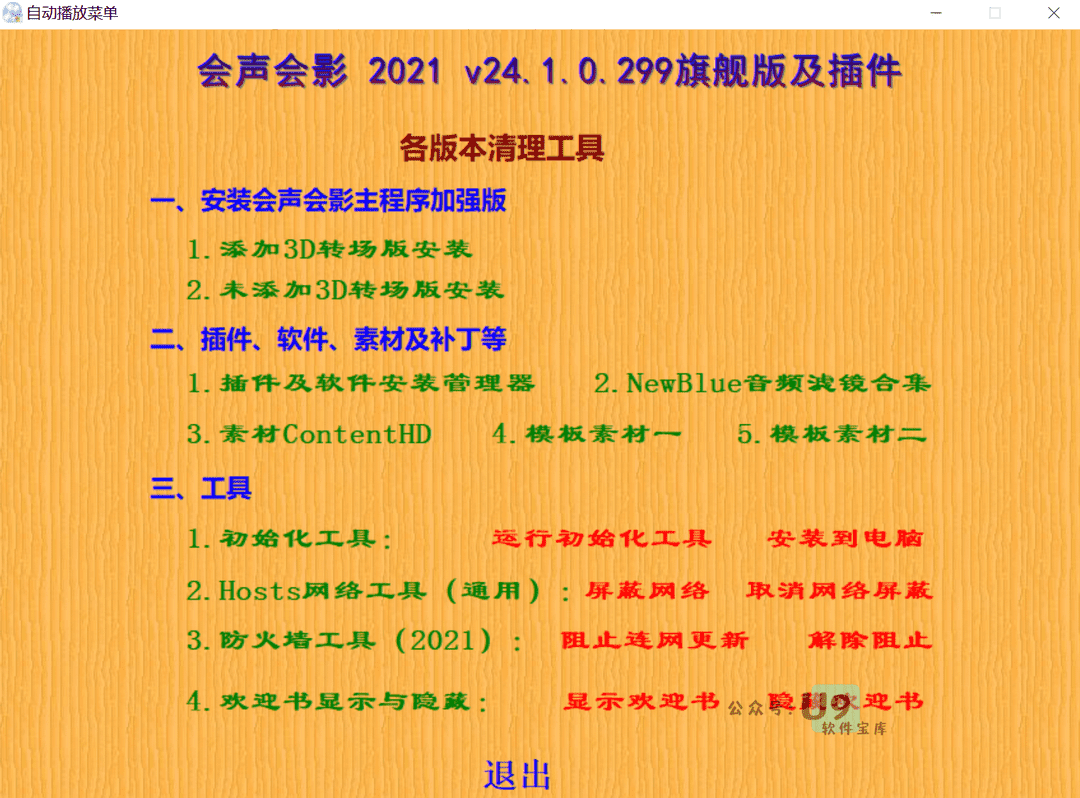 自动播放菜单
会声会影 2021 v24.1.0.299旗舰版及插件
各版本清理工具
一、安装会声会影主程序加强版
1.添加3D转场版安装
2.未添加3D转场版安装
二、插件、软件、素材及补丁等
1.插件及软件安装管理器 2.NewBlue音频滤镜合集
3.素材ContentHD 4.模板素材一 5.模板素材二
三、工具
1.初始化工具： 运行初始化工具 安装到电脑
2.Hosts网络工具（通用）：屏蔽网络 取消网络屏蔽
3.防火墙工具（2021）： 阻止连网更新 解除阻止
4.欢迎书显示与隐藏： 显示欢迎书 隐藏欢迎书
公众号：U9
软件宝库
退出